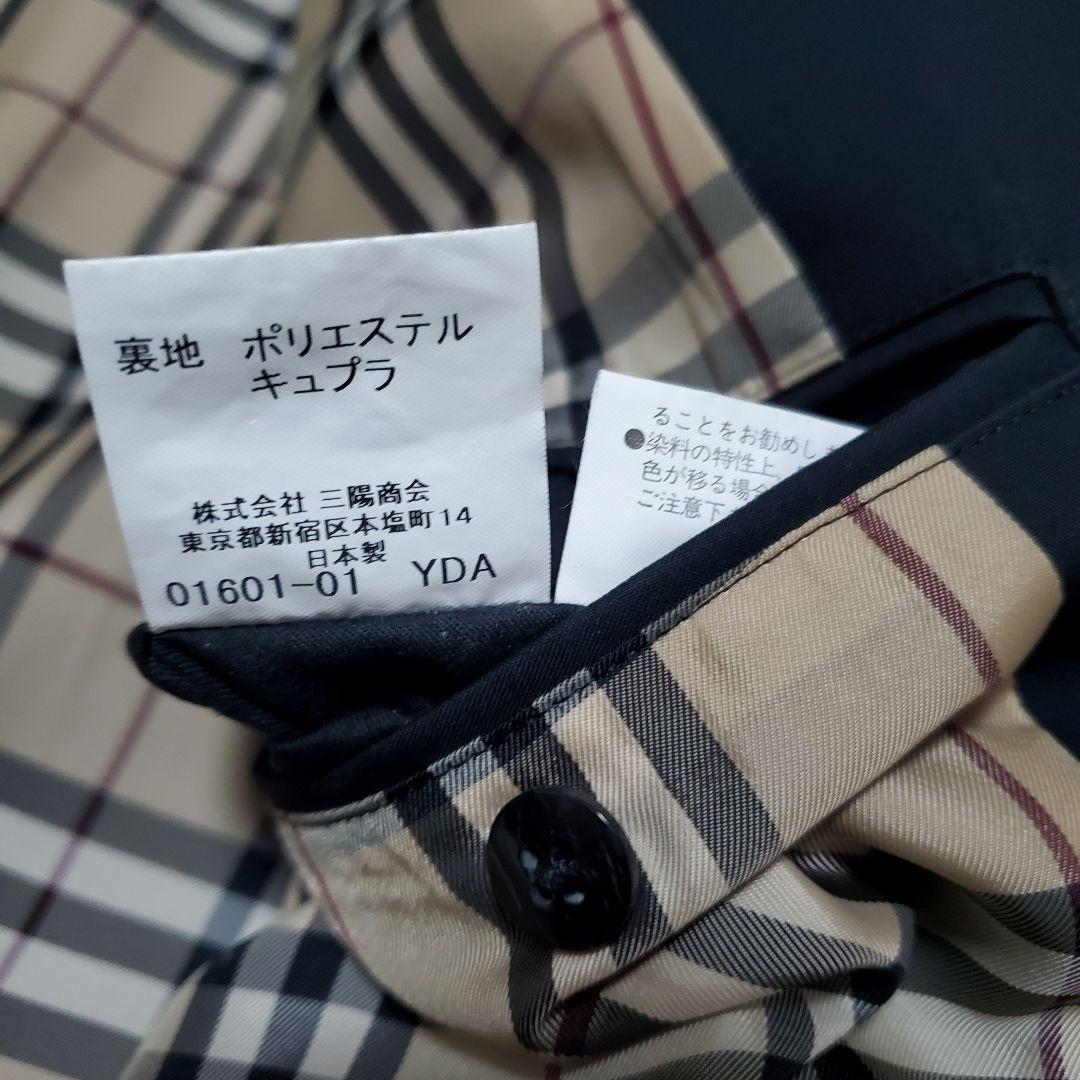 裏地 ポリエステル
キュプラ
株式会社 三陽商会
東京都新宿区本塩町14
日本製
01601-01 YDA
ることをお勧めし
●染料の特性上、
色が移る場合
ご注意下